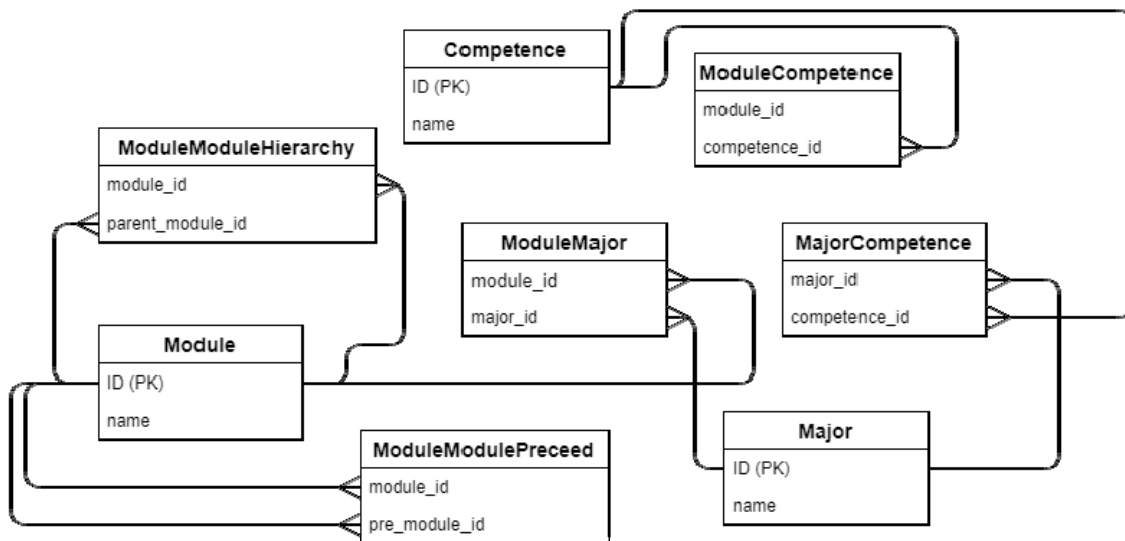 Competence
ID (PK)
name
ModuleCompetence
module_id
competence_id
ModuleModuleHierarchy
module_id
parent_module_id
ModuleMajor
module_id
major_id
MajorCompetence
major_id
competence_id
Module
ID (PK)
name
Major
ID (PK)
name
ModuleModulePreceed
module_id
pre_module_id